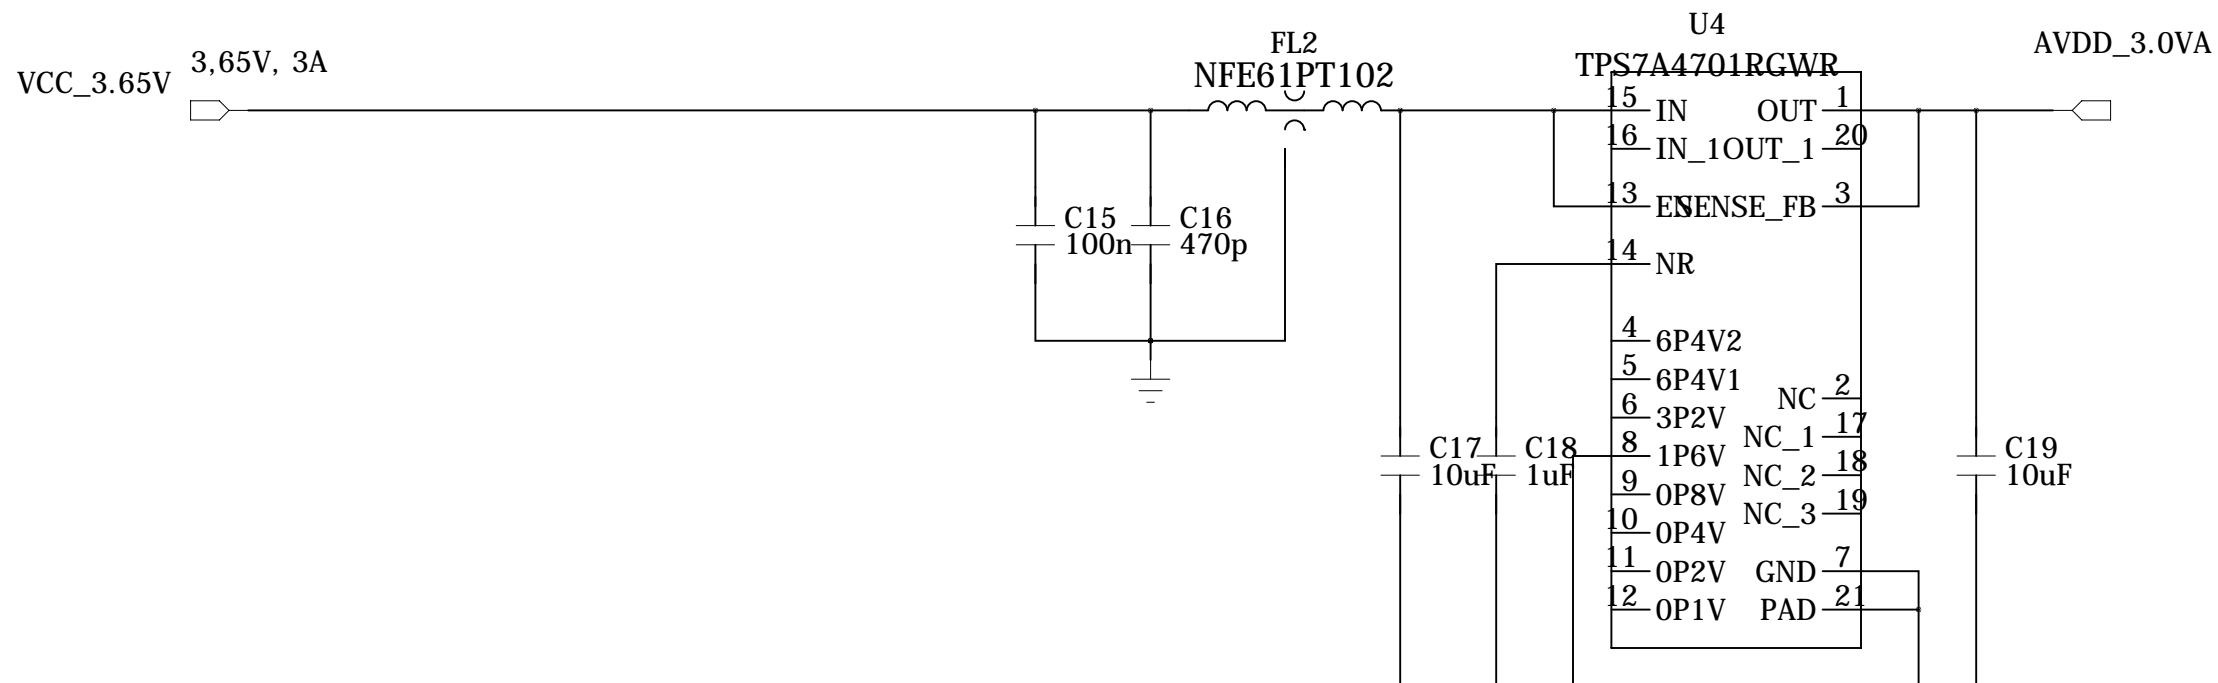 U4
TPS7A4701RGWR
FL2
NFE61PT102
AVDD_3.0VA
3,65V, 3A
VCC_3.65V
15 IN OUT 1
16 IN_1 OUT_1 20
13 EN SENSE_FB 3
C15
100n
C16
470p
14 NR
4 6P4V2
5 6P4V1
6 3P2V
NC 2
8 1P6V
NC_1 17
9 0P8V
NC_2 18
10 0P4V
NC_3 19
11 0P2V GND 7
12 0P1V PAD 21
C17
10uF
C18
1uF
C19
10uF